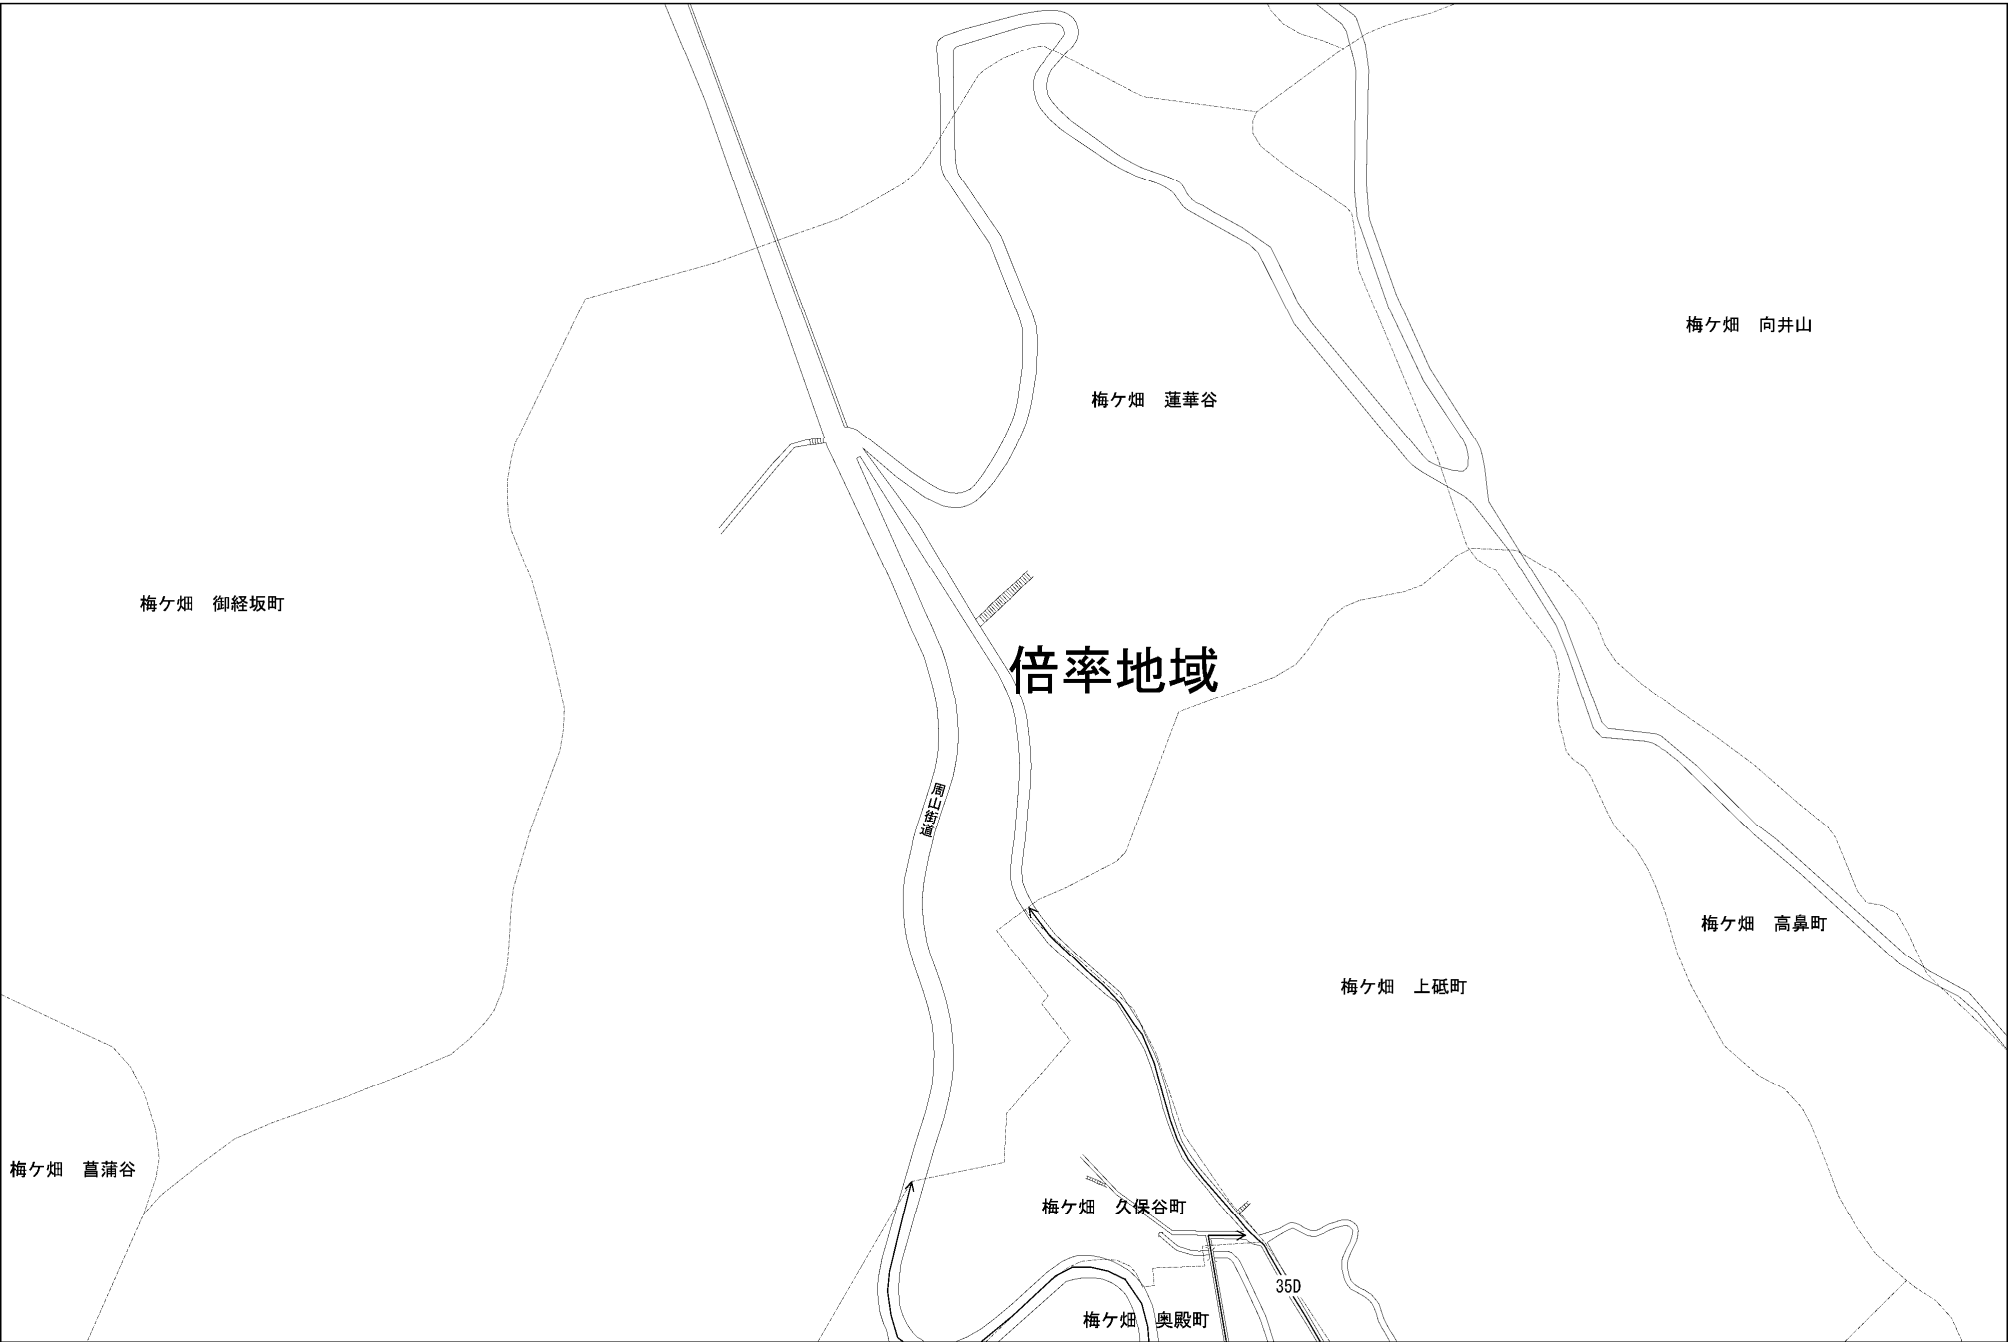 梅ケ畑　向井山
梅ケ畑　蓮華谷
梅ケ畑　御経坂町
倍率地域
周山街道
梅ケ畑　高鼻町
梅ケ畑　上砥町
梅ケ畑　菖蒲谷
梅ケ畑　久保谷町
35D
梅ケ畑　奥殿町